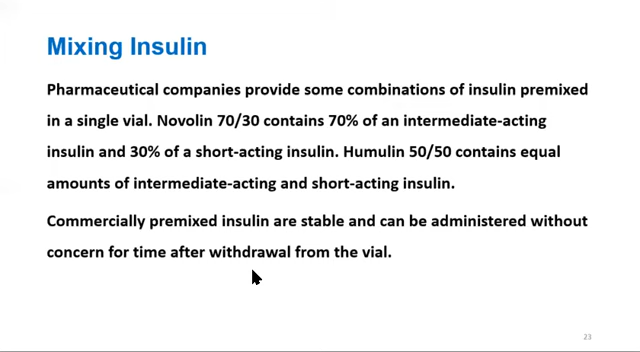 Mixing Insulin
Pharmaceutical companies provide some combinations of insulin premixed
in a single vial. Novolin 70/30 contains 70% of an intermediate-acting
insulin and 30% of a short-acting insulin. Humulin 50/50 contains equal
amounts of intermediate-acting and short-acting insulin.
Commercially premixed insulin are stable and can be administered without
concern for time after withdrawal from the vial.
23